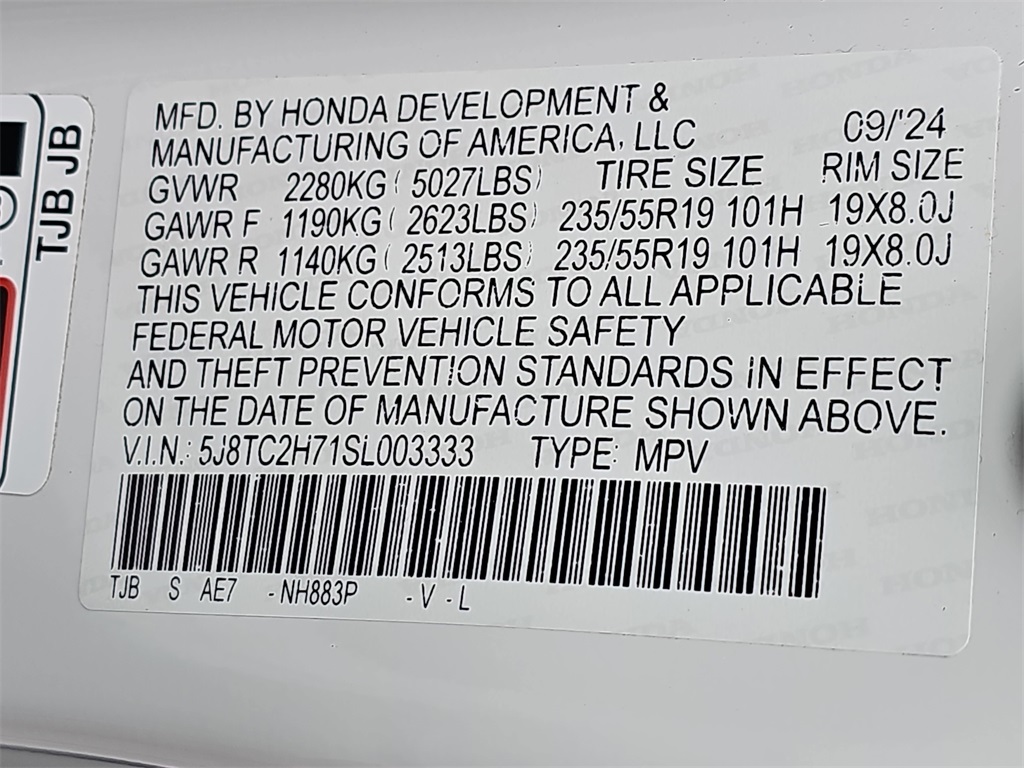 MFD. BY HONDA DEVELOPMENT &
MANUFACTURING OF AMERICA, LLC 09/'24
GVWR 2280KG ( 5027LBS) TIRE SIZE RIM SIZE
GAWR F 1190KG ( 2623LBS) 235/55R19 101H 19X8.0J
GAWR R 1140KG ( 2513LBS) 235/55R19 101H 19X8.0J
THIS VEHICLE CONFORMS TO ALL APPLICABLE
FEDERAL MOTOR VEHICLE SAFETY
AND THEFT PREVENTION STANDARDS IN EFFECT
ON THE DATE OF MANUFACTURE SHOWN ABOVE.
V.I.N.: 5J8TC2H71SL003333 TYPE: MPV
TJB S AE7 -NH883P -V -L
TJB JB